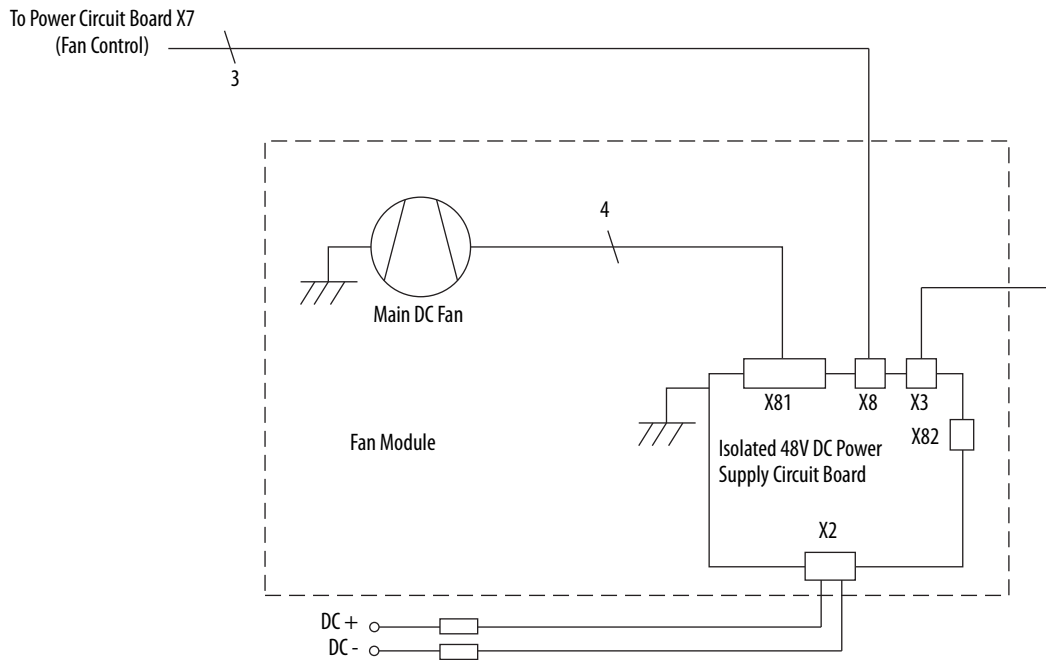 To Power Circuit Board X7
(Fan Control)
3
4
Main DC Fan
X81
X8
X3
X82
Fan Module
Isolated 48V DC Power
Supply Circuit Board
X2
DC +
DC -